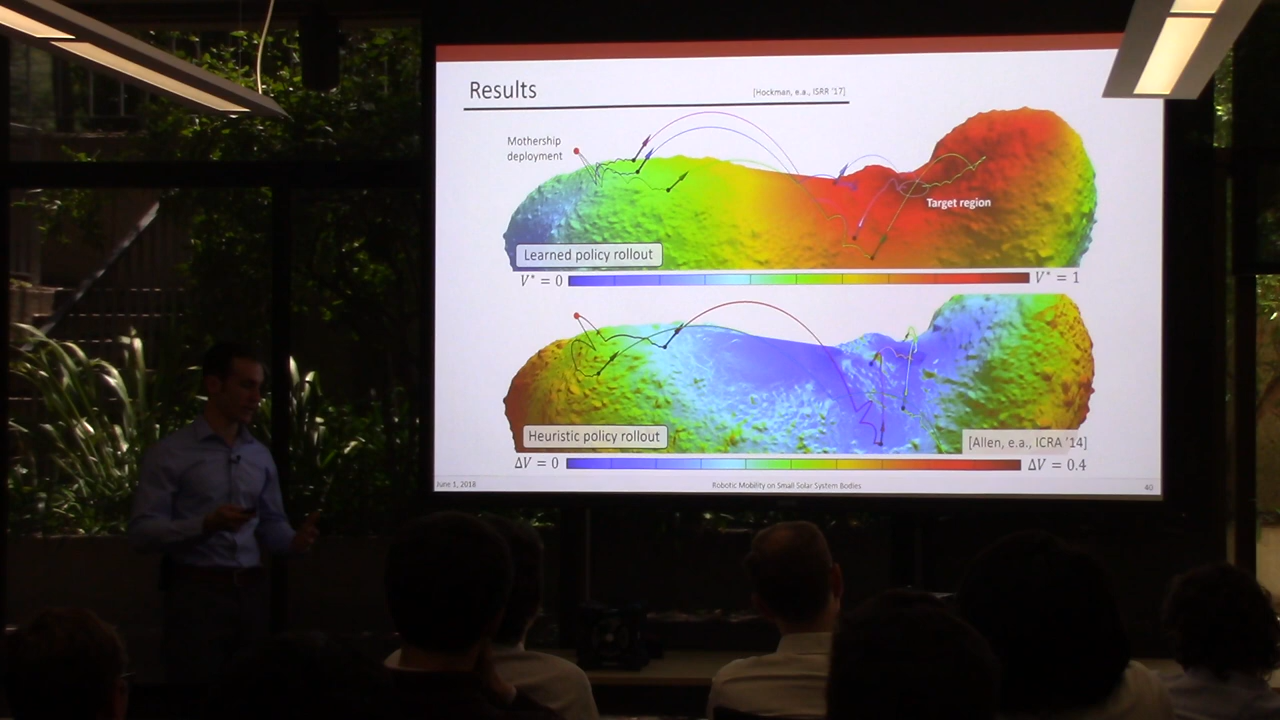 Results
[Hockman, e.a., ISRR '17]
Mothership
deployment
Target region
Learned policy rollout
V* = 0
V* = 1
Heuristic policy rollout
[Allen, e.a., ICRA '14]
ΔV = 0
ΔV = 0.4
June 1, 2018
Robotic Mobility on Small Solar System Bodies
40